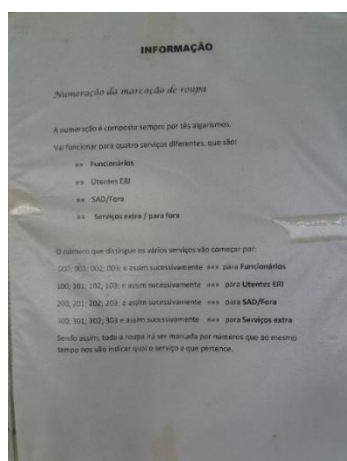 INFORMAÇÃO
Numeração da marcação de roupa
A numeração é composta sempre por tês algarismos.
Vai funcionar para quatro serviços diferentes, que são:
»» Funcionários
»» Utentes ERI
»» SAD/Fora
»» Serviços extra / para fora
O número que distingue os vários serviços vão começar por:
000; 001; 002; 003; e assim sucessivamente »»» para Funcionários
100; 101; 102; 103; e assim sucessivamente »»» para Utentes ERI
200; 201; 202; 203; e assim sucessivamente »»» para SAD/Fora
300; 301; 302; 303 e assim sucessivamente »»» para Serviços extra
Sendo assim, toda a roupa irá ser marcada por números que ao mesmo
tempo nos vão indicar qual o serviço a que pertence.